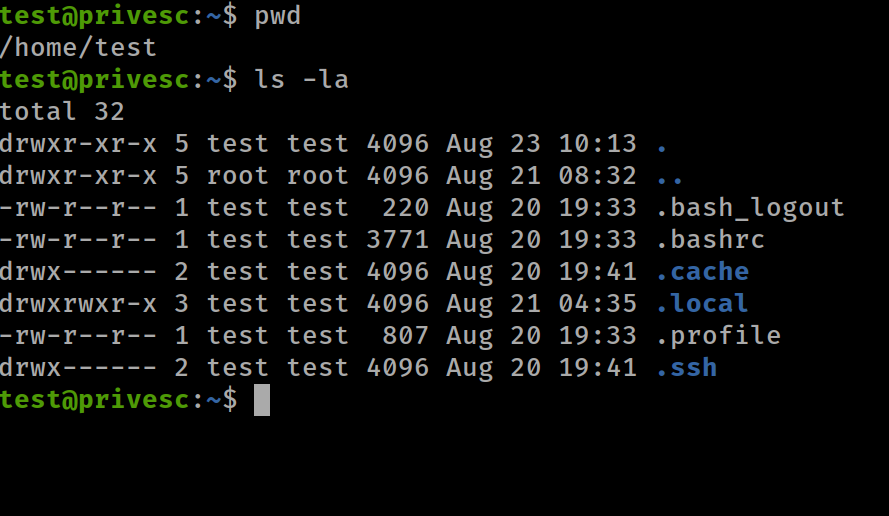 test@privesc:~$ pwd
/home/test
test@privesc:~$ ls -la
total 32
drwxr-xr-x 5 test test 4096 Aug 23 10:13 .
drwxr-xr-x 5 root root 4096 Aug 21 08:32 ..
-rw-r--r-- 1 test test  220 Aug 20 19:33 .bash_logout
-rw-r--r-- 1 test test 3771 Aug 20 19:33 .bashrc
drwx------ 2 test test 4096 Aug 20 19:41 .cache
drwxrwxr-x 3 test test 4096 Aug 21 04:35 .local
-rw-r--r-- 1 test test  807 Aug 20 19:33 .profile
drwx------ 2 test test 4096 Aug 20 19:41 .ssh
test@privesc:~$